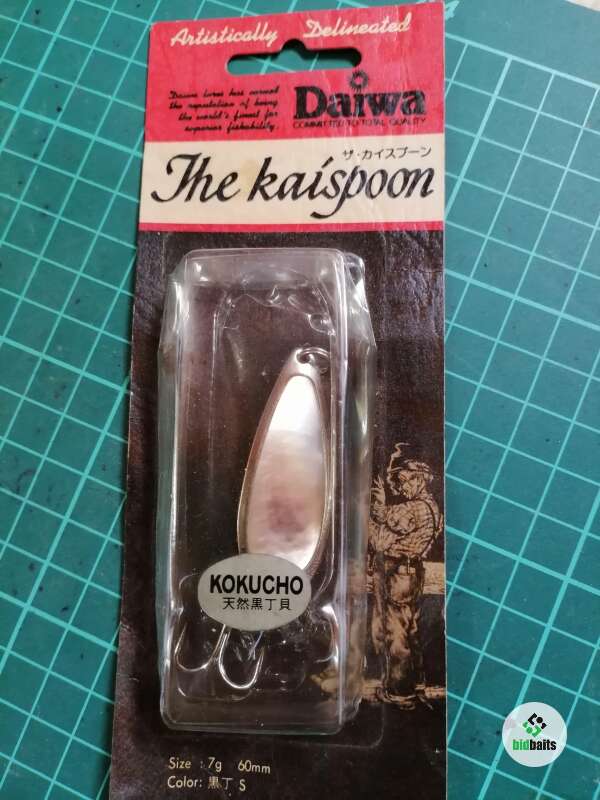 Artistically Delineated
Daiwa lures has earned
the reputation of being
the world's finest for
superior fishability.
Daiwa
COMMITTED TO TOTAL QUALITY
ザ・カイスプーン
The kaispoon
KOKUCHO
天然黒丁貝
Size : 7g 60mm
Color: 黒丁 S
bidbaits